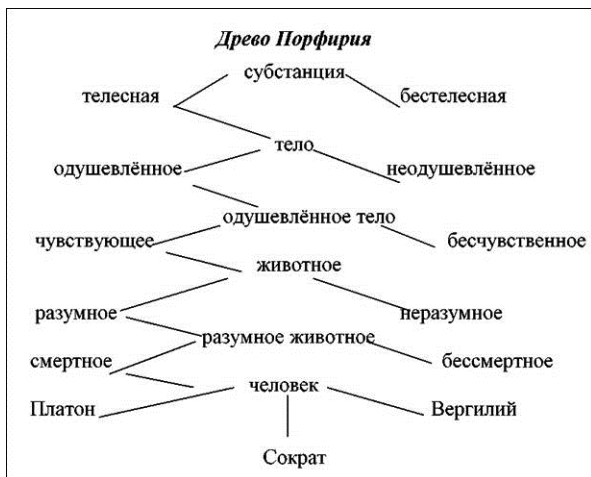 Древо Порфирия
субстанция
телесная бестелесная
тело
одушевлённое неодушевлённое
одушевлённое тело
чувствующее бесчувственное
животное
разумное неразумное
разумное животное
смертное бессмертное
человек
Платон Вергилий
Сократ